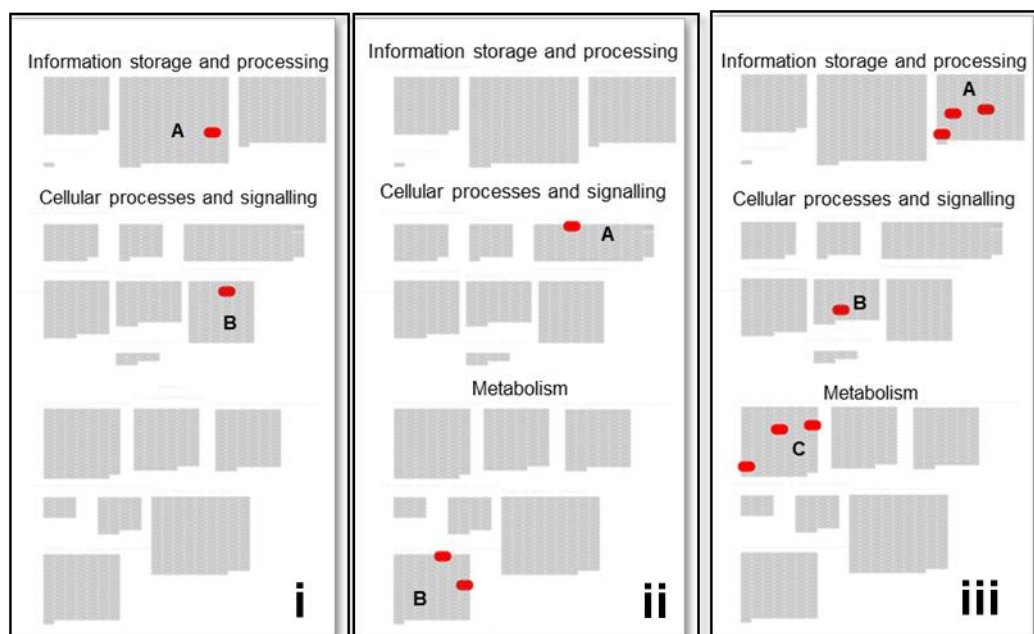 Information storage and processing
A
Cellular processes and signalling
B
i
Information storage and processing
Cellular processes and signalling
A
Metabolism
B
ii
Information storage and processing
A
Cellular processes and signalling
B
Metabolism
C
iii